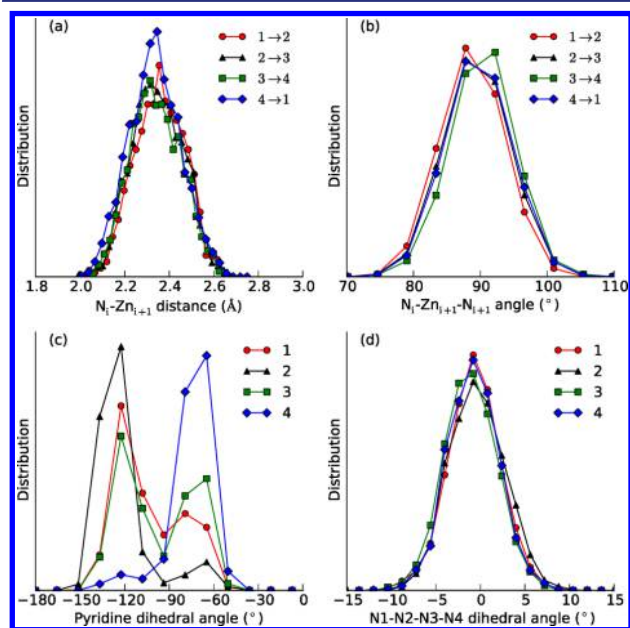 (a)
1→2
2→3
3→4
4→1
Distribution
1.8 2.0 2.2 2.4 2.6 2.8 3.0
Ni-Zni+1 distance (Å)
(b)
1→2
2→3
3→4
4→1
Distribution
70 80 90 100 110
Ni-Zni+1-Ni+1 angle (°)
(c)
1
2
3
4
Distribution
−180 −120 −90 −60 −30 0
Pyridine dihedral angle (°)
(d)
1
2
3
4
Distribution
−15 −10 −5 0 5 10 15
N1-N2-N3-N4 dihedral angle (°)